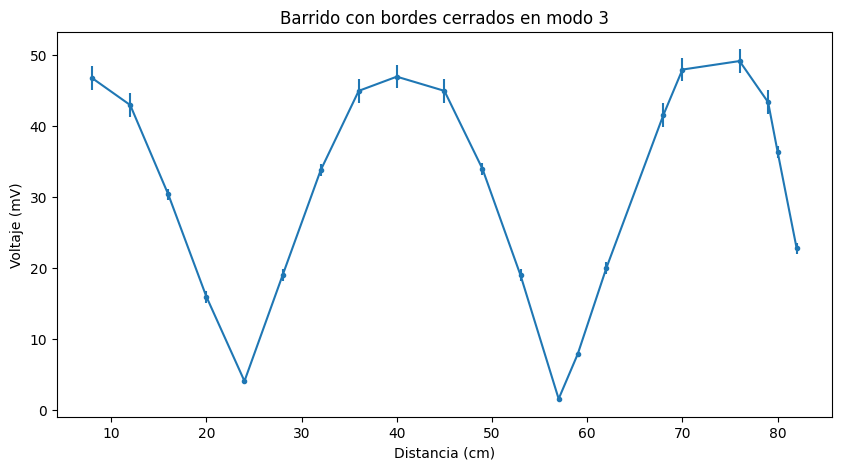 Barrido con bordes cerrados en modo 3
Voltaje (mV)
50
40
30
20
10
0
10 20 30 40 50 60 70 80
Distancia (cm)